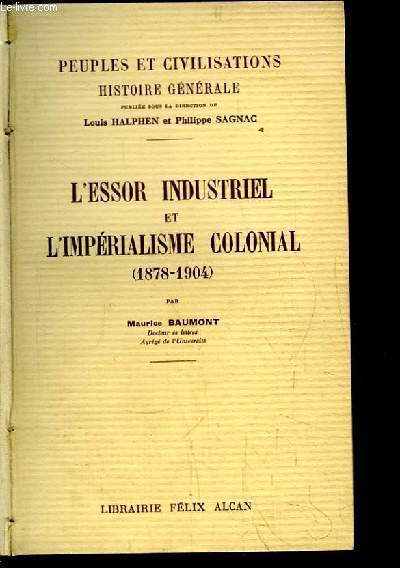 PEUPLES ET CIVILISATIONS
HISTOIRE GÉNÉRALE
PUBLIÉE SOUS LA DIRECTION DE
Louis HALPHEN et Philippe SAGNAC
L'ESSOR INDUSTRIEL
ET
L'IMPÉRIALISME COLONIAL
(1878-1904)
PAR
Maurice BAUMONT
Docteur ès lettres
Agrégé de l'Université
LIBRAIRIE FÉLIX ALCAN